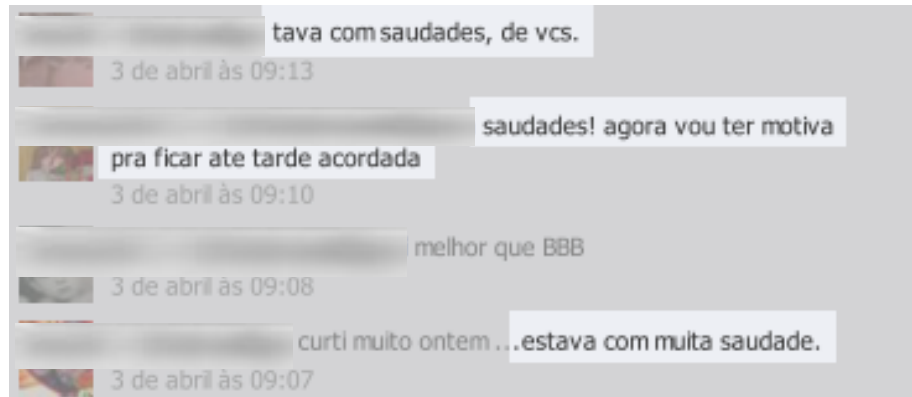 tava com saudades, de vcs.
3 de abril às 09:13
saudades! agora vou ter motiva
pra ficar ate tarde acordada
3 de abril às 09:10
melhor que BBB
3 de abril às 09:08
curti muito ontem ...estava com muita saudade.
3 de abril às 09:07